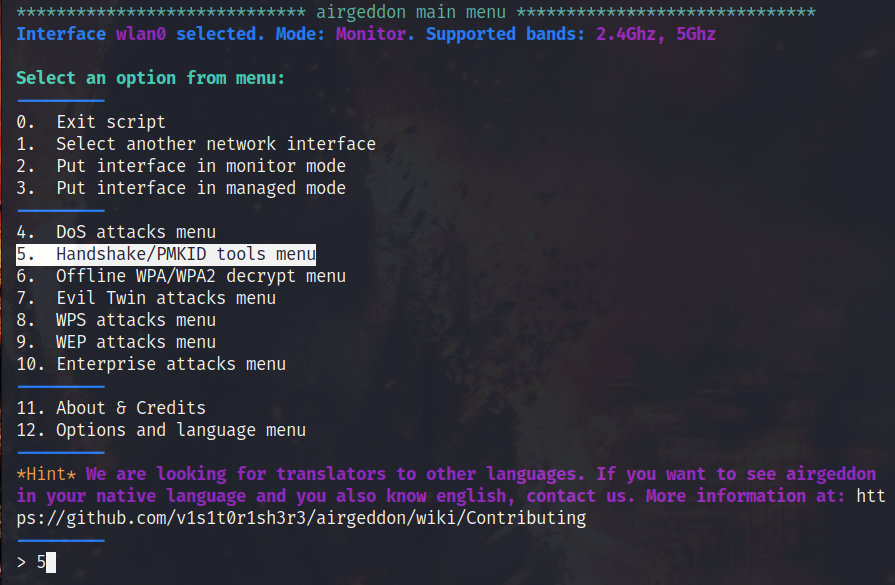 ***************************** airgeddon main menu ******************************
Interface wlan0 selected. Mode: Monitor. Supported bands: 2.4Ghz, 5Ghz
Select an option from menu:
---------
0.  Exit script
1.  Select another network interface
2.  Put interface in monitor mode
3.  Put interface in managed mode
---------
4.  DoS attacks menu
5.  Handshake/PMKID tools menu
6.  Offline WPA/WPA2 decrypt menu
7.  Evil Twin attacks menu
8.  WPS attacks menu
9.  WEP attacks menu
10. Enterprise attacks menu
---------
11. About & Credits
12. Options and language menu
---------
*Hint* We are looking for translators to other languages. If you want to see airgeddon
in your native language and you also know english, contact us. More information at: htt
ps://github.com/v1s1t0r1sh3r3/airgeddon/wiki/Contributing
---------
> 5